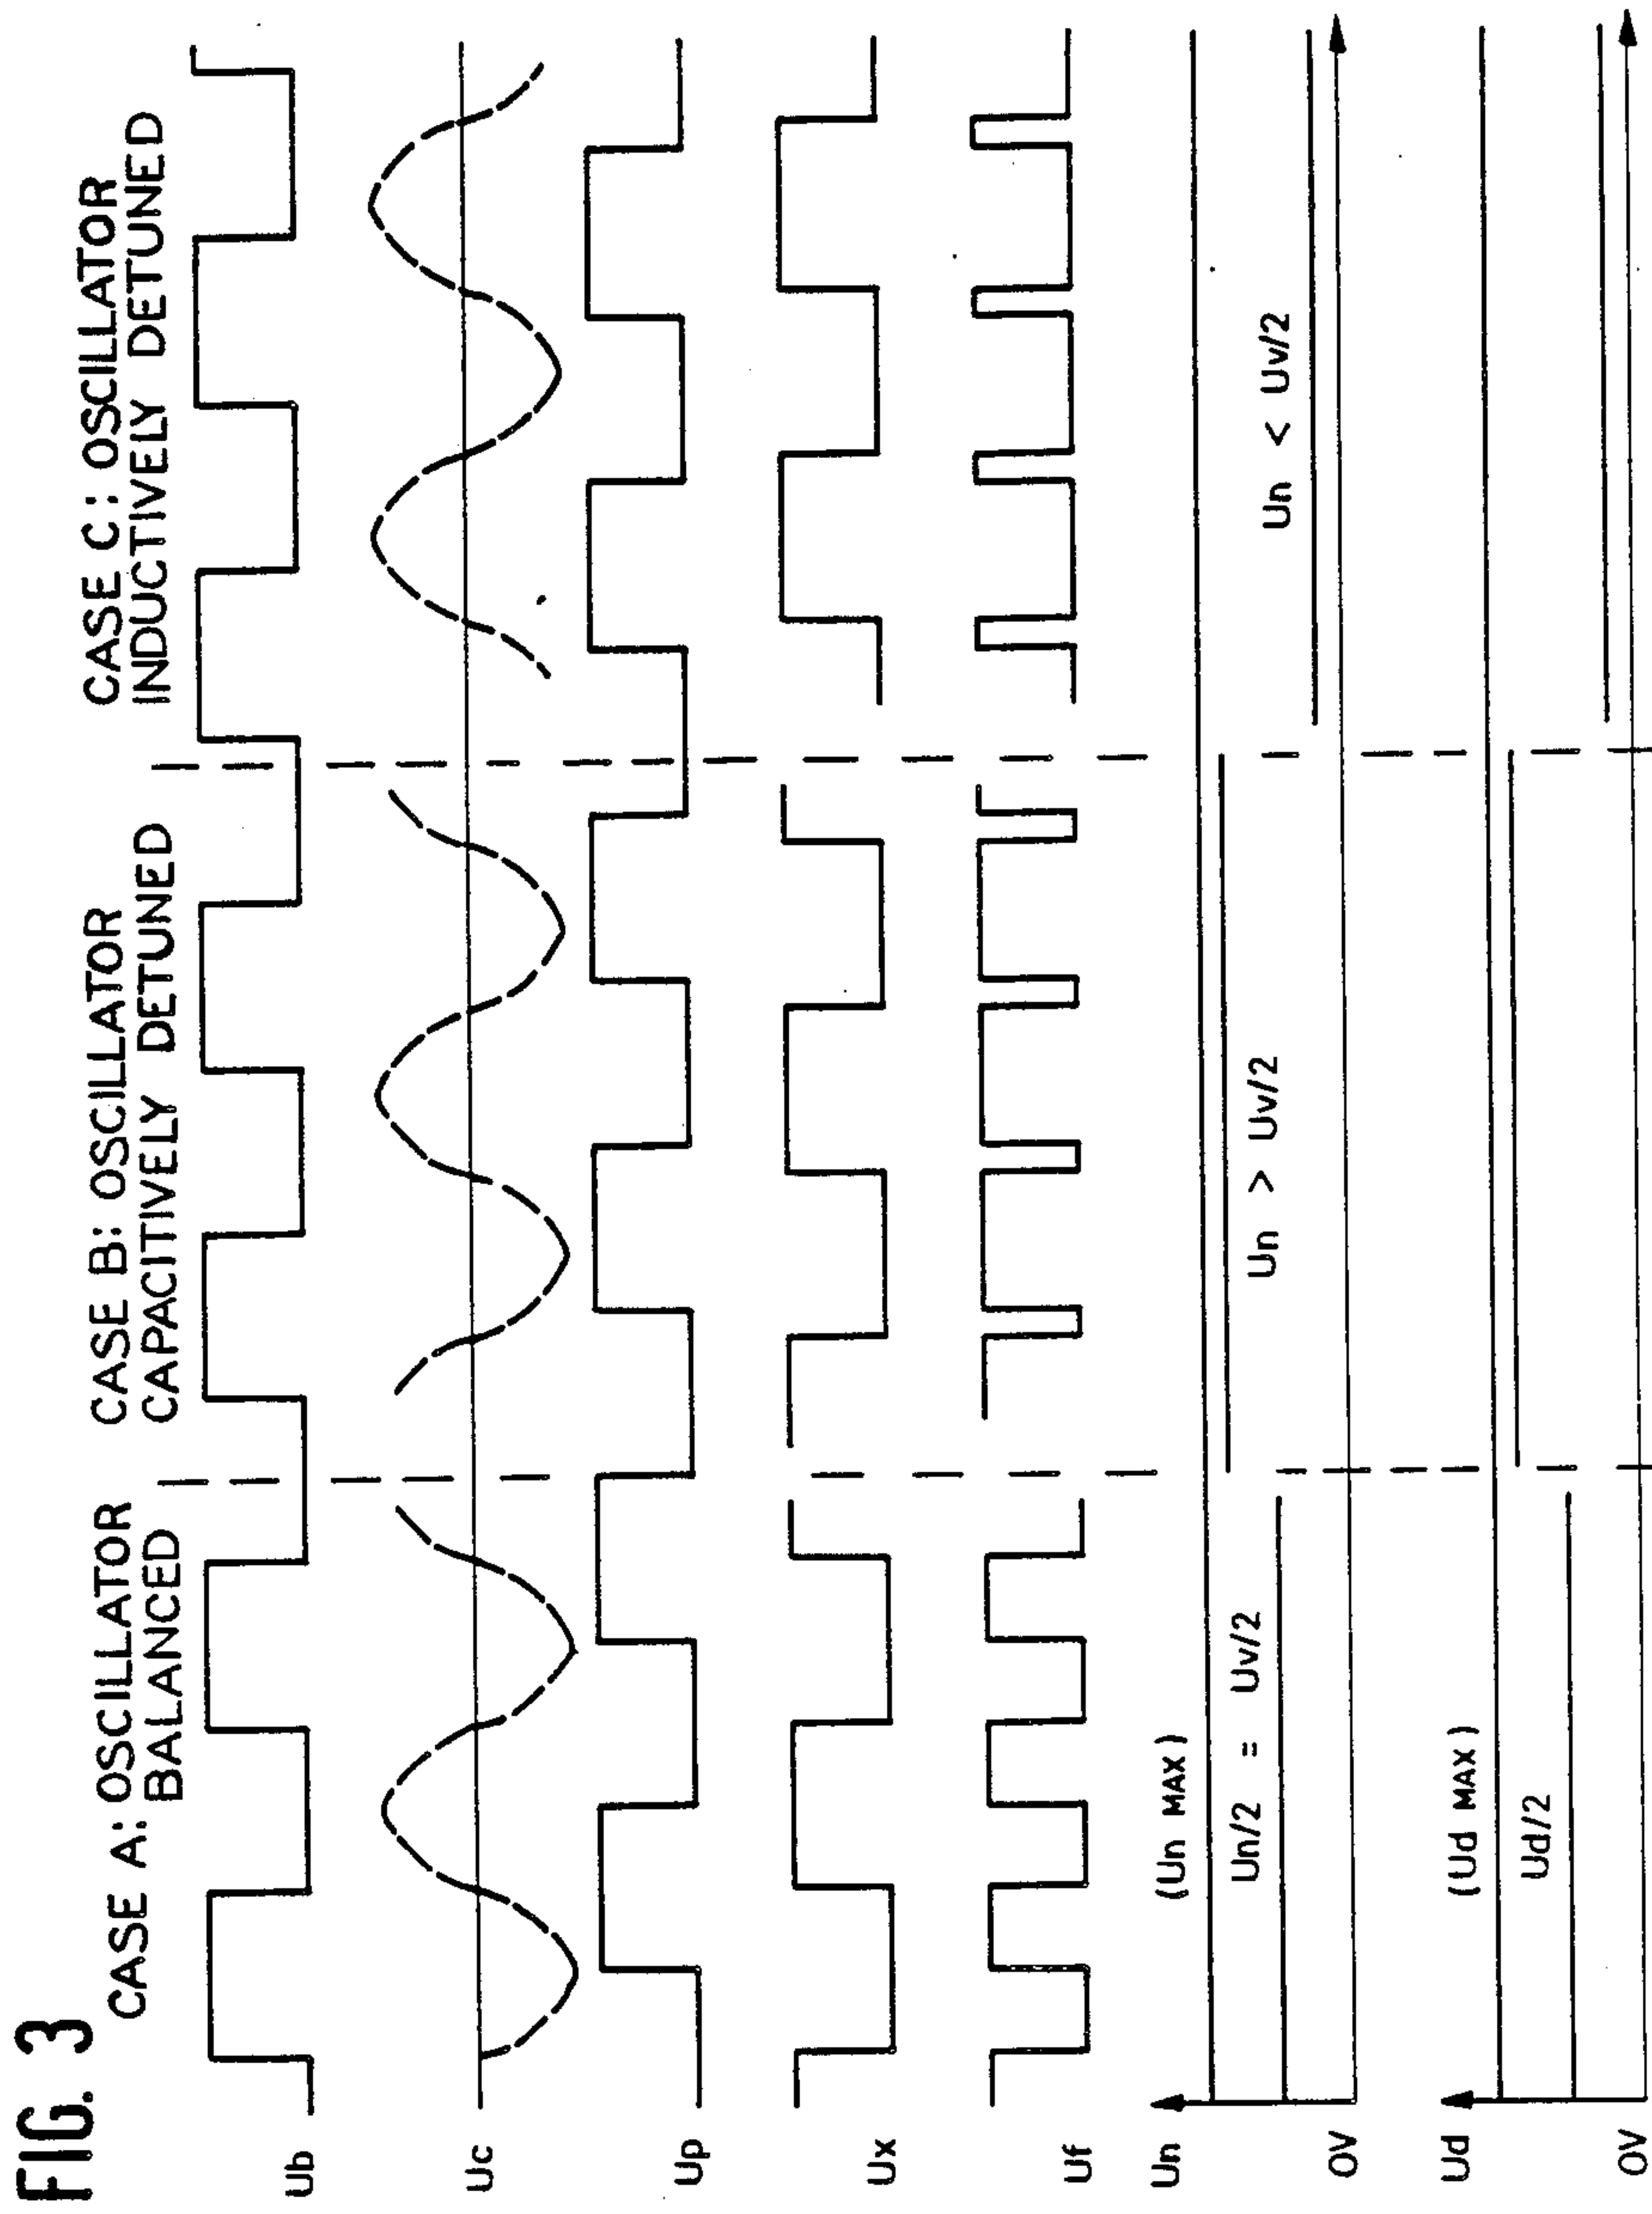 FIG. 3
CASE A: OSCILLATOR
BALANCED
CASE B: OSCILLATOR
CAPACITIVELY DETUNED
CASE C: OSCILLATOR
INDUCTIVELY DETUNED
Ub
Uc
Up
Ux
Uf
Un
(Un MAX)
Un/2 = Uv/2
Un > Uv/2
Un < Uv/2
0V
Ud
(Ud MAX)
Ud/2
0V